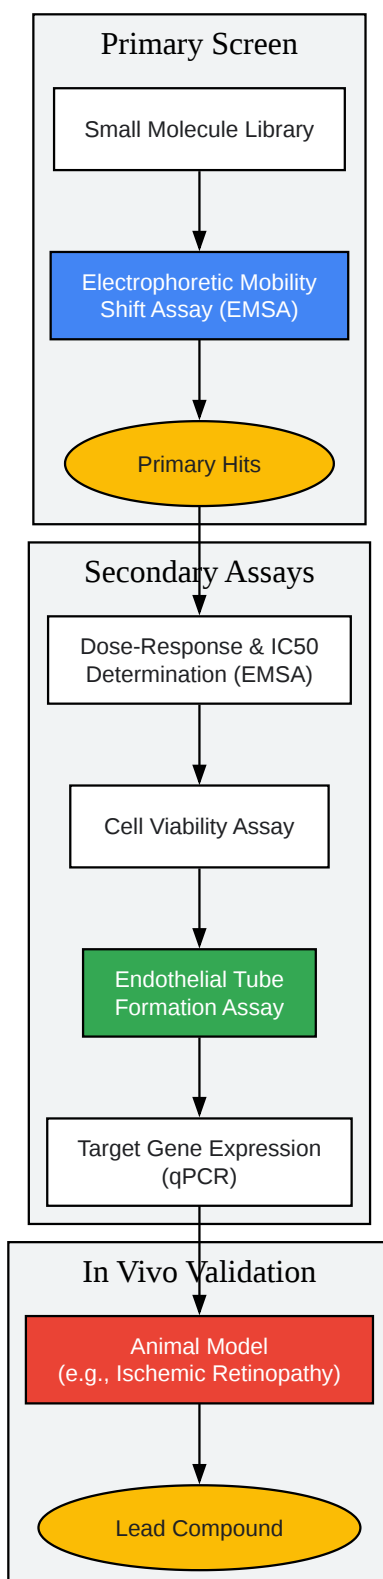 Primary Screen
Small Molecule Library
Electrophoretic Mobility
Shift Assay (EMSA)
Primary Hits
Secondary Assays
Dose-Response & IC50
Determination (EMSA)
Cell Viability Assay
Endothelial Tube
Formation Assay
Target Gene Expression
(qPCR)
In Vivo Validation
Animal Model
(e.g., Ischemic Retinopathy)
Lead Compound